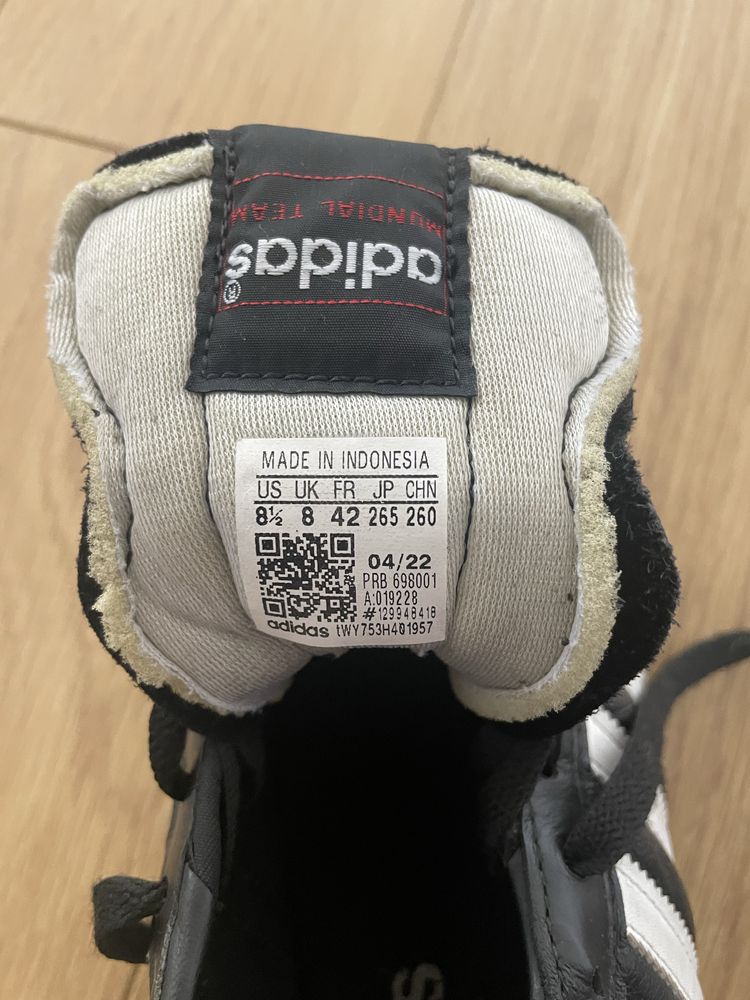 MUNDIAL TEAM
adidas®
MADE IN INDONESIA
US UK FR JP CHN
8½ 8 42 265 260
04/22
PRB 698001
A:019228
#129948418
adidas tWY753H401957
S